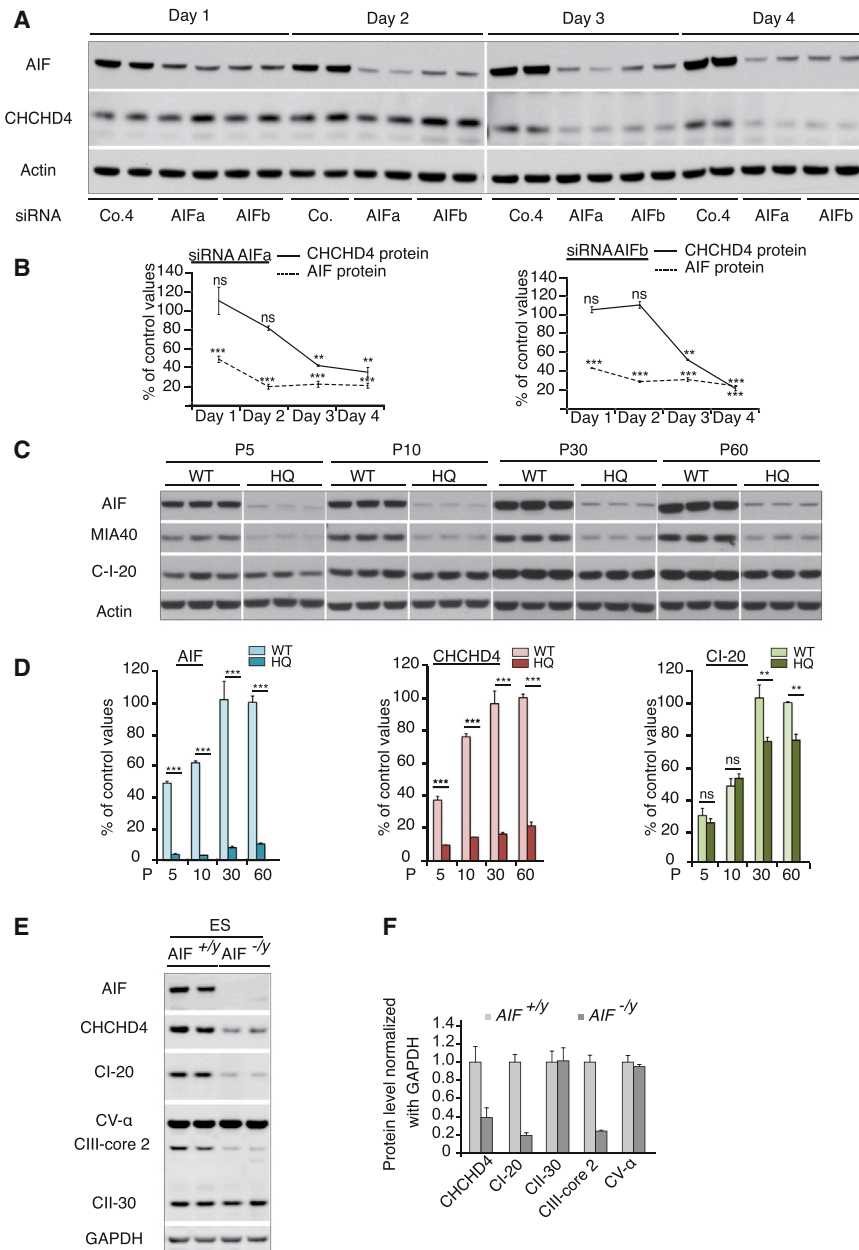 A
Day 1 Day 2 Day 3 Day 4
AIF
CHCHD4
Actin
siRNA Co.4 AIFa AIFb Co. AIFa AIFb Co.4 AIFa AIFb Co.4 AIFa AIFb
B
siRNA AIFa
CHCHD4 protein
AIF protein
% of control values
140
120
100
80
60
40
20
ns ns ** **
*** *** *** ***
Day 1 Day 2 Day 3 Day 4
siRNA AIFb
CHCHD4 protein
AIF protein
% of control values
140
120
100
80
60
40
20
ns ns ** ***
*** *** *** ***
Day 1 Day 2 Day 3 Day 4
C
P5 P10 P30 P60
WT HQ WT HQ WT HQ WT HQ
AIF
MIA40
C-I-20
Actin
D
AIF
WT
HQ
% of control values
120
100
80
60
40
20
0
*** *** *** ***
P 5 10 30 60
CHCHD4
WT
HQ
% of control values
120
100
80
60
40
20
0
*** *** *** ***
P 5 10 30 60
CI-20
WT
HQ
% of control values
120
100
80
60
40
20
0
ns ns ** **
P 5 10 30 60
E
ES
AIF +/y AIF -/y
AIF
CHCHD4
CI-20
CV-α
CIII-core 2
CII-30
GAPDH
F
AIF +/y AIF -/y
Protein level normalized
with GAPDH
1.4
1.2
1.0
0.8
0.6
0.4
0.2
0
CHCHD4 CI-20 CII-30 CIII-core 2 CV-α